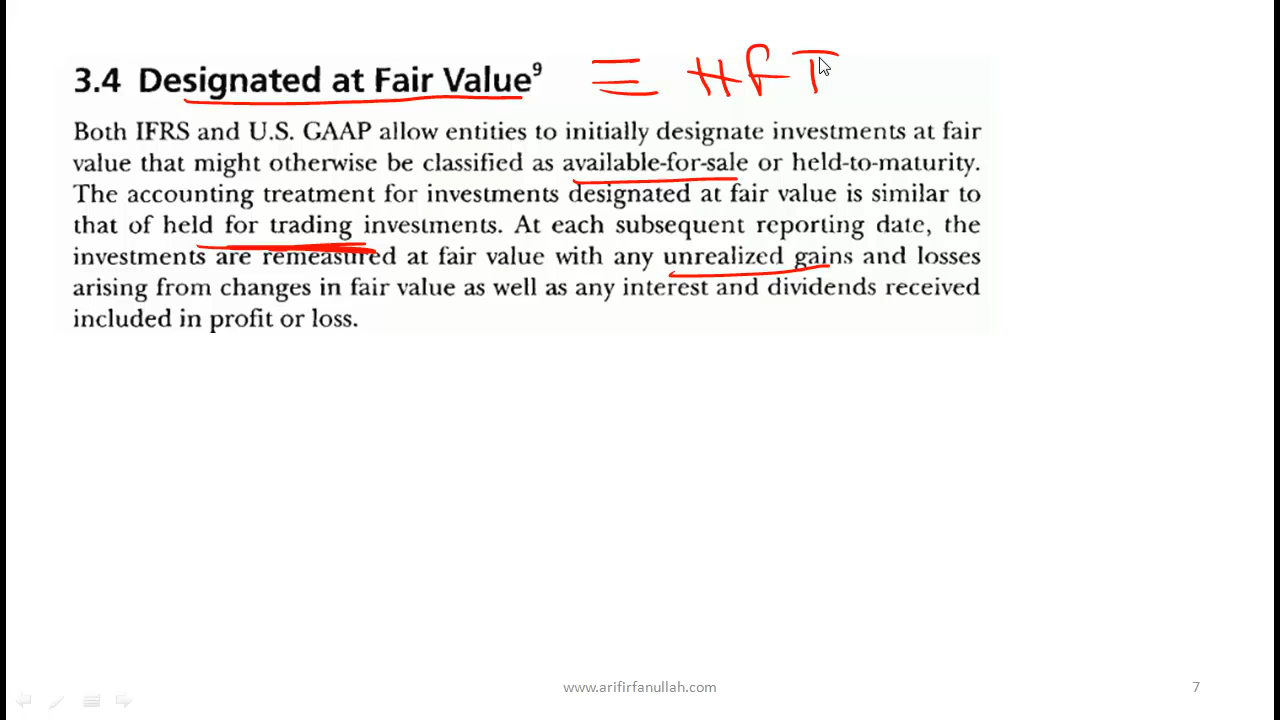 3.4 Designated at Fair Value⁹ ≡ HFT
Both IFRS and U.S. GAAP allow entities to initially designate investments at fair
value that might otherwise be classified as available-for-sale or held-to-maturity.
The accounting treatment for investments designated at fair value is similar to
that of held for trading investments. At each subsequent reporting date, the
investments are remeasured at fair value with any unrealized gains and losses
arising from changes in fair value as well as any interest and dividends received
included in profit or loss.
www.arifirfanullah.com 7